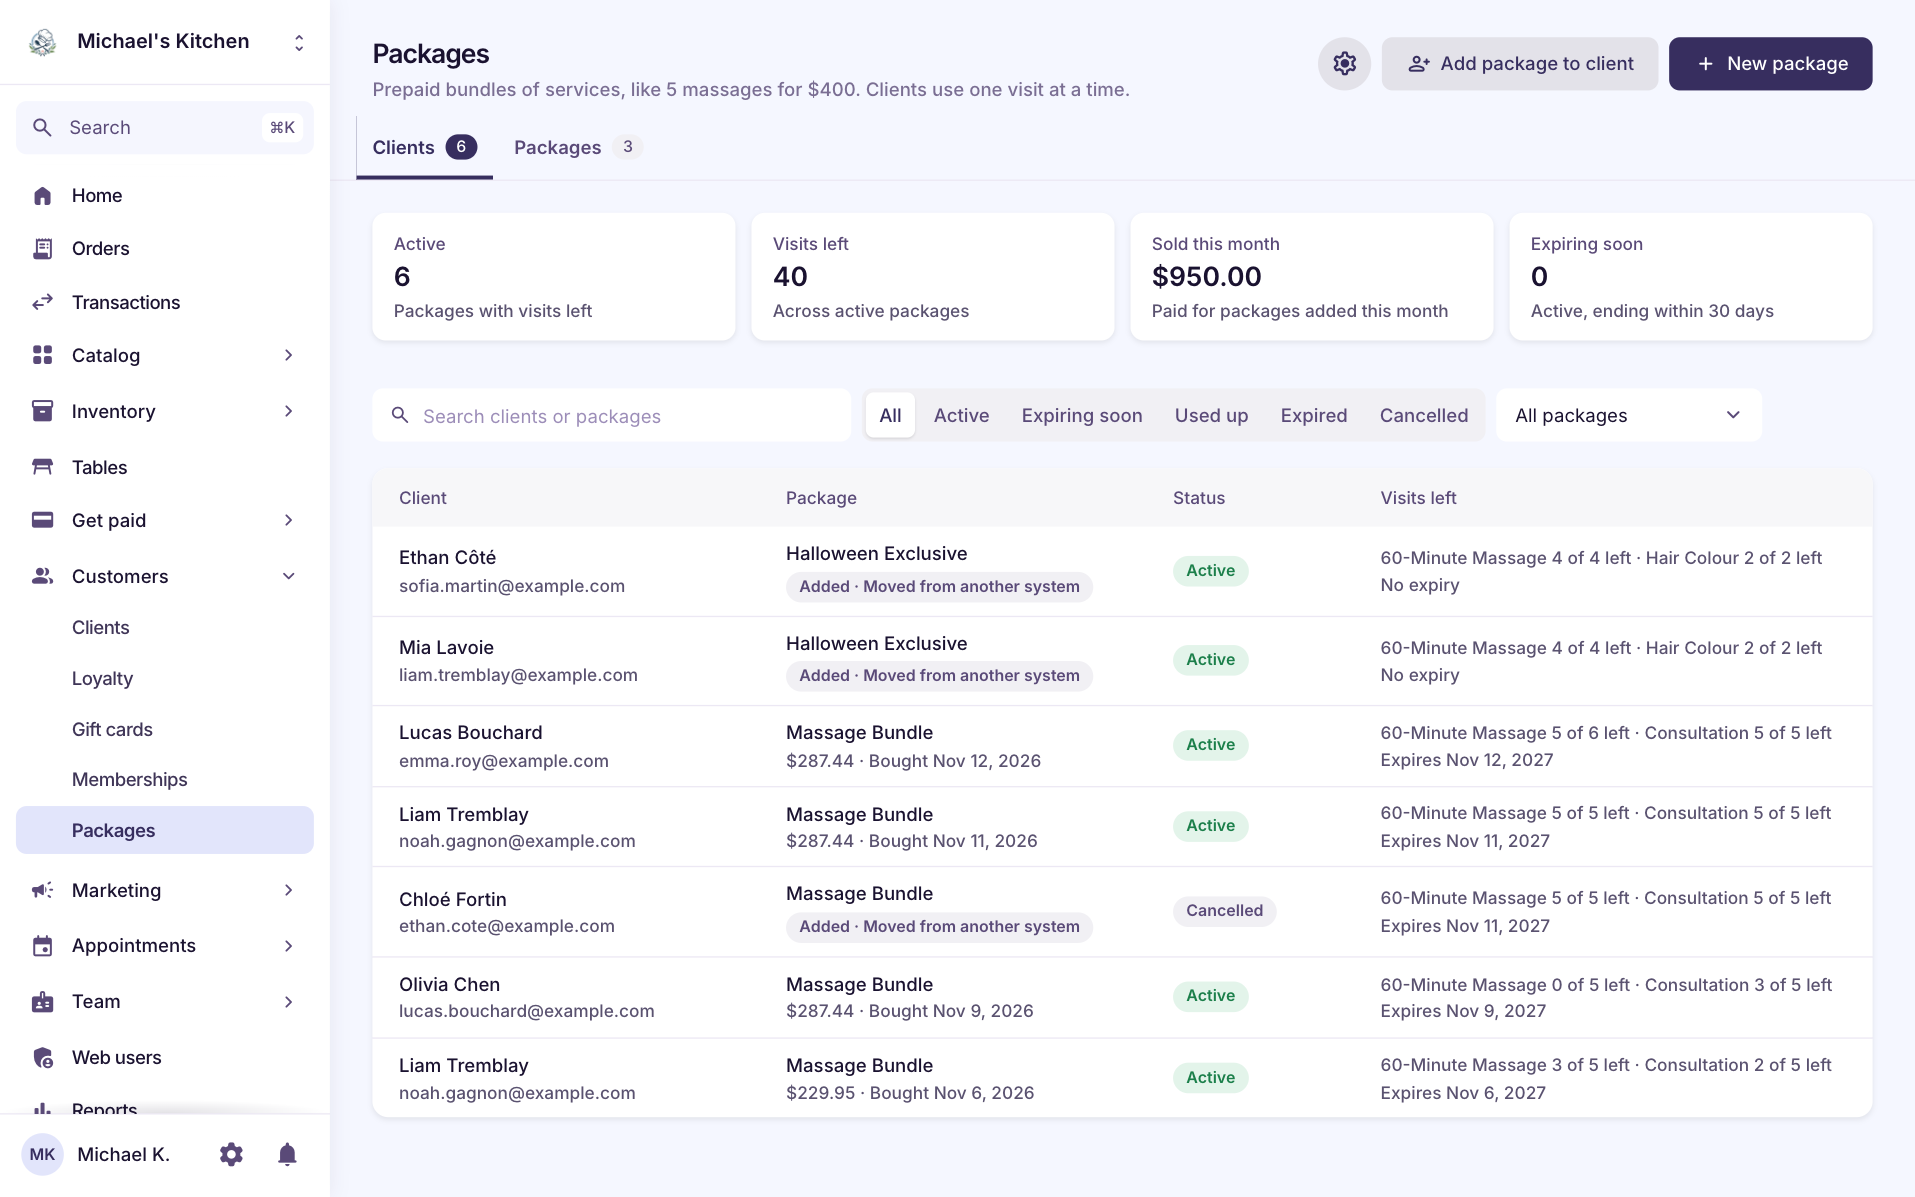 Michael's Kitchen
Search
⌘K
Home
Orders
Transactions
Catalog
Inventory
Tables
Get paid
Customers
Clients
Loyalty
Gift cards
Memberships
Packages
Marketing
Appointments
Team
Web users
Reports
MK
Michael K.
Packages
Prepaid bundles of services, like 5 massages for $400. Clients use one visit at a time.
Add package to client
+ New package
Clients 6
Packages 3
Active
6
Packages with visits left
Visits left
40
Across active packages
Sold this month
$950.00
Paid for packages added this month
Expiring soon
0
Active, ending within 30 days
Search clients or packages
All Active Expiring soon Used up Expired Cancelled
All packages
Client Package Status Visits left
Ethan Côté
sofia.martin@example.com
Halloween Exclusive
Added · Moved from another system
Active
60-Minute Massage 4 of 4 left · Hair Colour 2 of 2 left
No expiry
Mia Lavoie
liam.tremblay@example.com
Halloween Exclusive
Added · Moved from another system
Active
60-Minute Massage 4 of 4 left · Hair Colour 2 of 2 left
No expiry
Lucas Bouchard
emma.roy@example.com
Massage Bundle
$287.44 · Bought Nov 12, 2026
Active
60-Minute Massage 5 of 6 left · Consultation 5 of 5 left
Expires Nov 12, 2027
Liam Tremblay
noah.gagnon@example.com
Massage Bundle
$287.44 · Bought Nov 11, 2026
Active
60-Minute Massage 5 of 5 left · Consultation 5 of 5 left
Expires Nov 11, 2027
Chloé Fortin
ethan.cote@example.com
Massage Bundle
Added · Moved from another system
Cancelled
60-Minute Massage 5 of 5 left · Consultation 5 of 5 left
Expires Nov 11, 2027
Olivia Chen
lucas.bouchard@example.com
Massage Bundle
$287.44 · Bought Nov 9, 2026
Active
60-Minute Massage 0 of 5 left · Consultation 3 of 5 left
Expires Nov 9, 2027
Liam Tremblay
noah.gagnon@example.com
Massage Bundle
$229.95 · Bought Nov 6, 2026
Active
60-Minute Massage 3 of 5 left · Consultation 2 of 5 left
Expires Nov 6, 2027